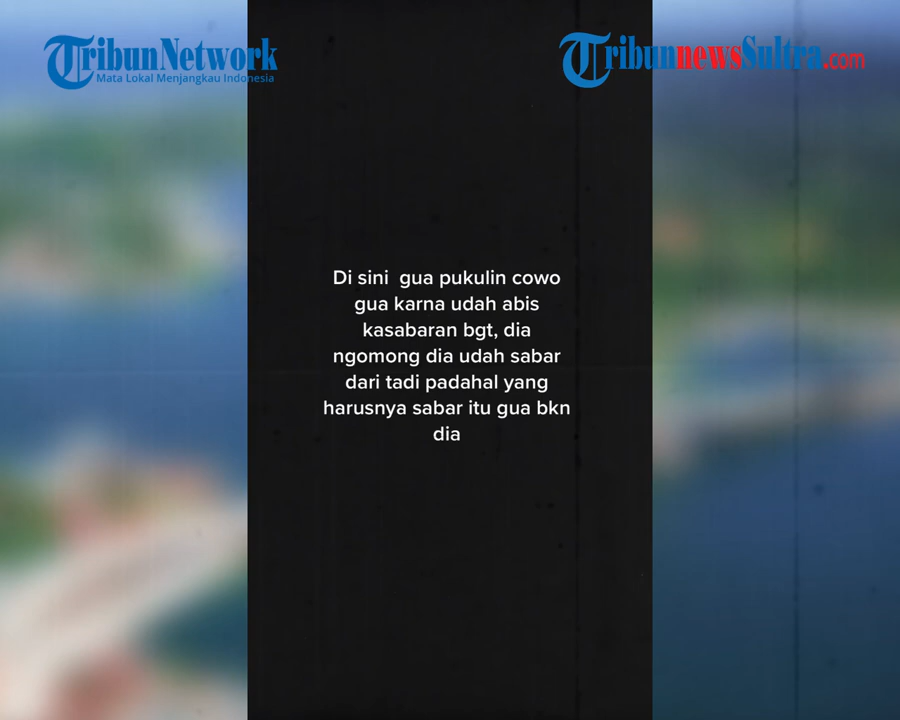 TribunNetwork
Mata Lokal Menjangkau Indonesia
TribunnewsSultra.com
Di sini gua pukulin cowo
gua karna udah abis
kasabaran bgt, dia
ngomong dia udah sabar
dari tadi padahal yang
harusnya sabar itu gua bkn
dia